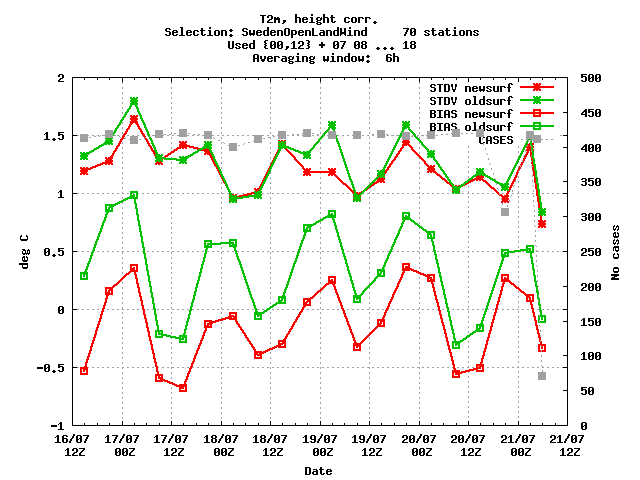 T2m, height corr.
Selection: SwedenOpenLandWind 70 stations
Used {00,12} + 07 08 ... 18
Averaging window: 6h
STDV newsurf
STDV oldsurf
BIAS newsurf
BIAS oldsurf
CASES
deg C
2
1.5
1
0.5
0
-0.5
-1
No cases
500
450
400
350
300
250
200
150
100
50
0
16/07 17/07 17/07 18/07 18/07 19/07 19/07 20/07 20/07 21/07 21/07
12Z 00Z 12Z 00Z 12Z 00Z 12Z 00Z 12Z 00Z 12Z
Date